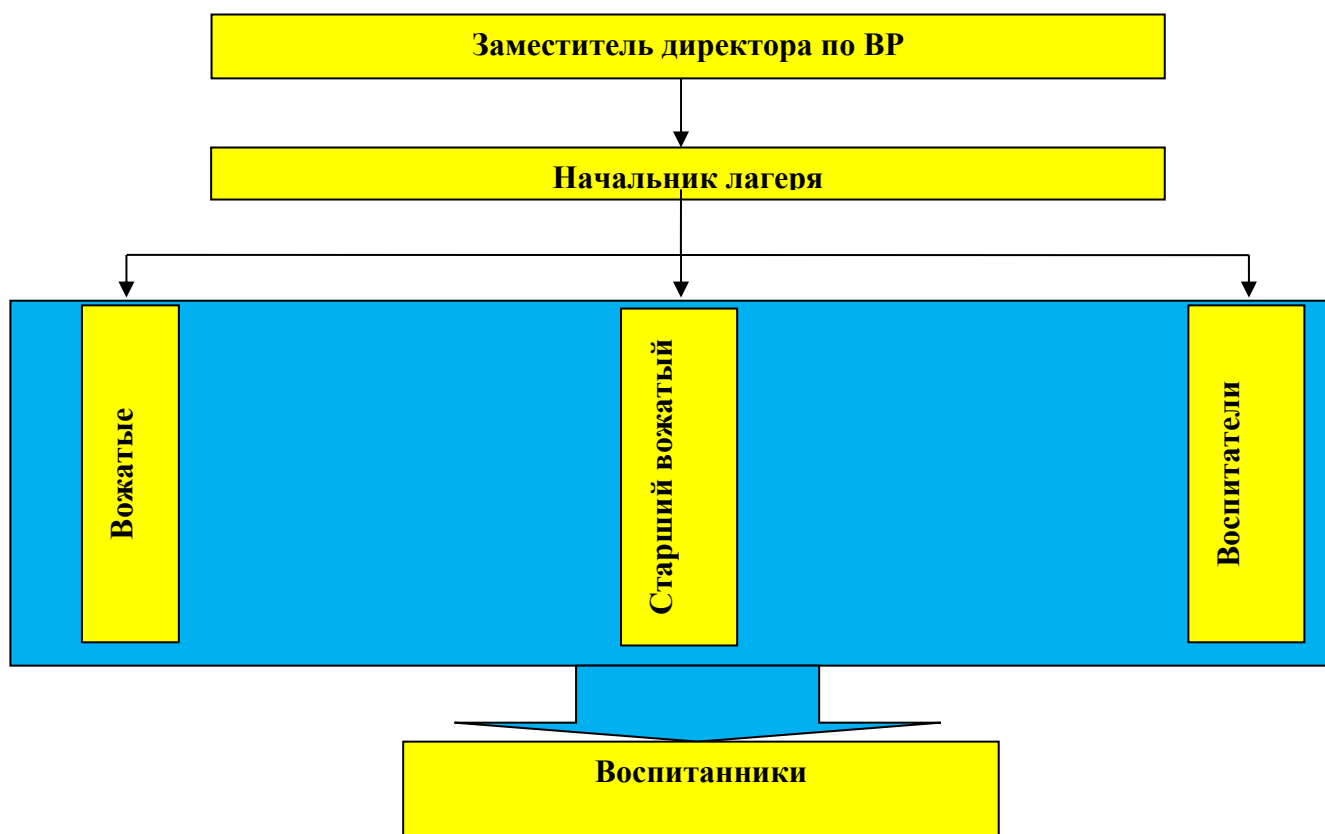 Заместитель директора по ВР
Начальник лагеря
Вожатые
Старший вожатый
Воспитатели
Воспитанники